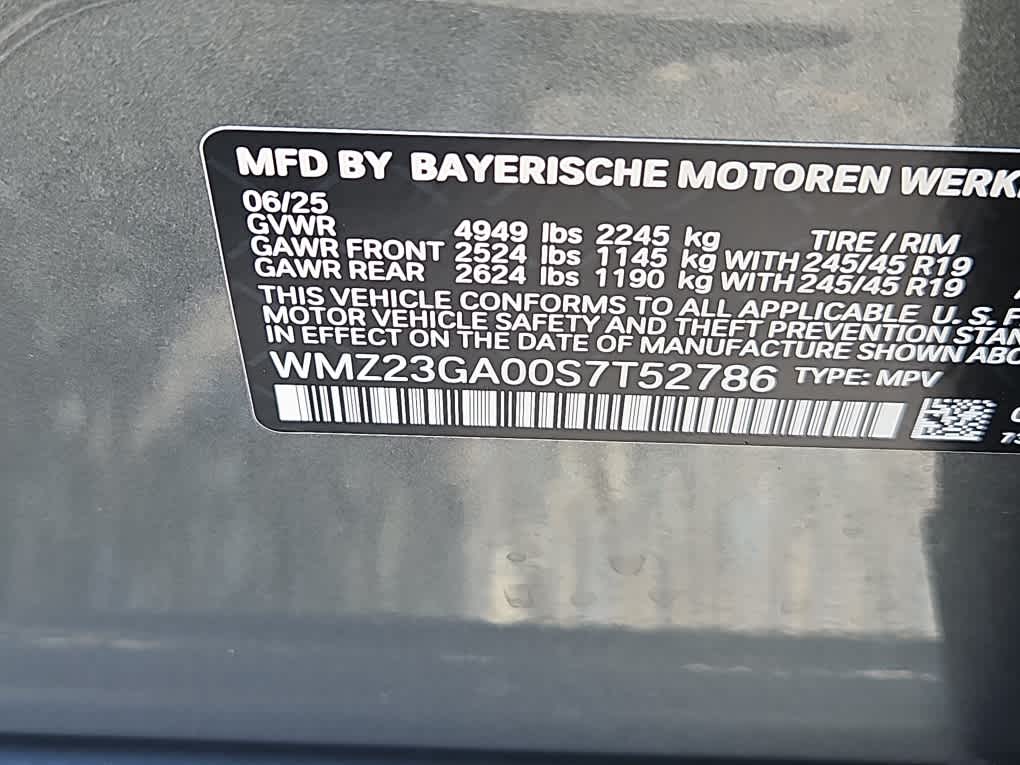 MFD BY BAYERISCHE MOTOREN WERK
06/25
GVWR 4949 lbs 2245 kg TIRE / RIM
GAWR FRONT 2524 lbs 1145 kg WITH 245/45 R19
GAWR REAR 2624 lbs 1190 kg WITH 245/45 R19
THIS VEHICLE CONFORMS TO ALL APPLICABLE U. S. F
MOTOR VEHICLE SAFETY AND THEFT PREVENTION STAN
IN EFFECT ON THE DATE OF MANUFACTURE SHOWN ABO
WMZ23GA00S7T52786 TYPE: MPV